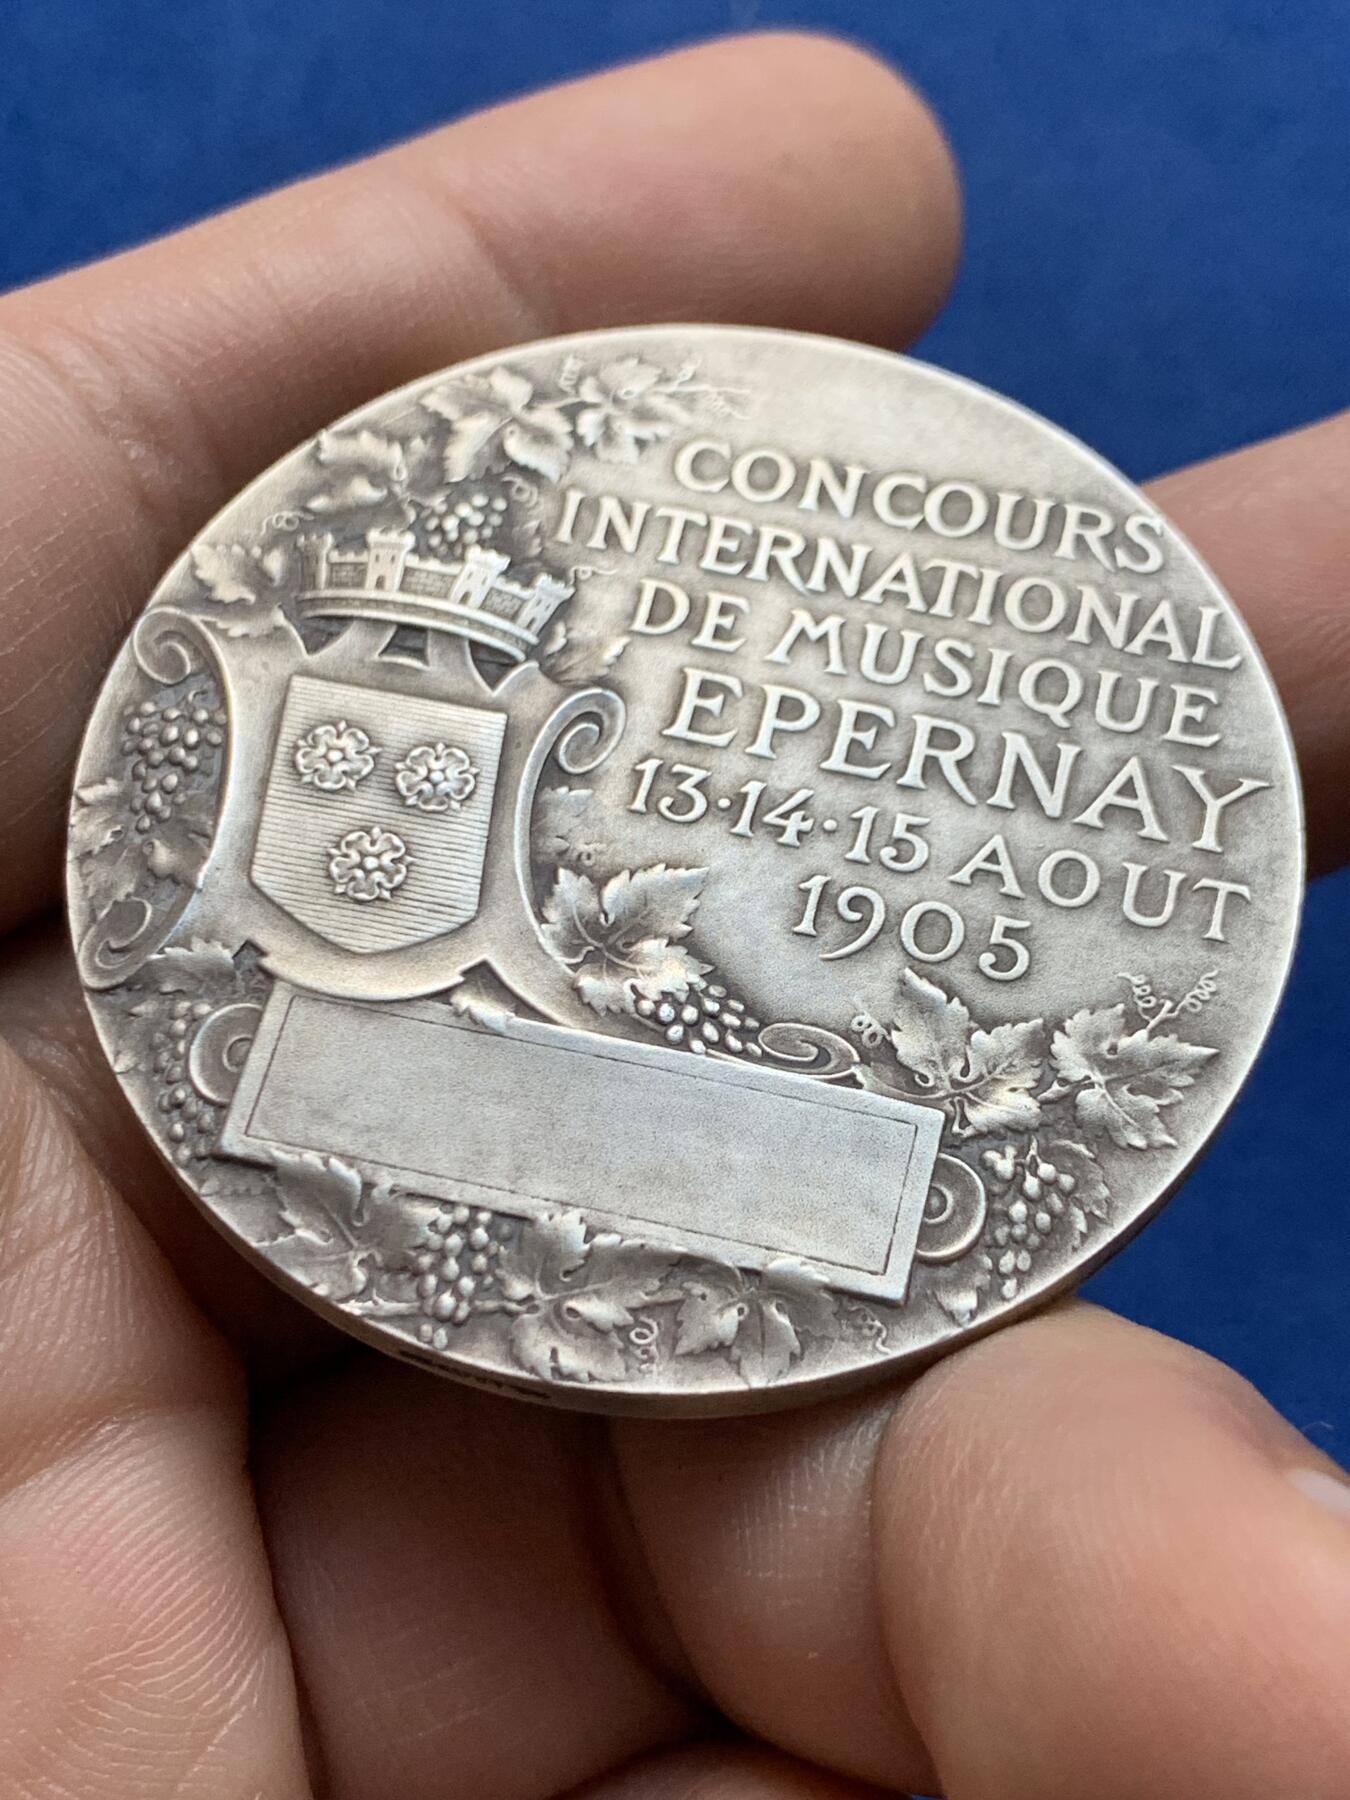 CONCOURS
INTERNATIONAL
DE MUSIQUE
EPERNAY
13·14·15 AOUT
1905